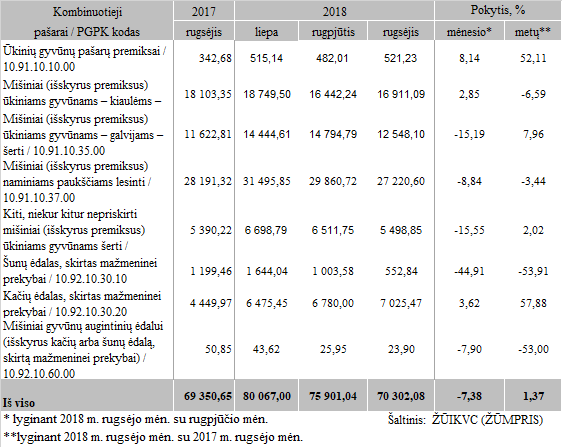 Kombinuotieji 2017 2018 Pokytis, %
pašarai / PGPK kodas rugsėjis liepa rugpjūtis rugsėjis mėnesio* metų**
Ūkinių gyvūnų pašarų premiksai /
10.91.10.10.00 342,68 515,14 482,01 521,23 8,14 52,11
Mišiniai (išskyrus premiksus)
ūkiniams gyvūnams – kiaulėms – 18 103,35 18 749,50 16 442,24 16 911,09 2,85 -6,59
Mišiniai (išskyrus premiksus)
ūkiniams gyvūnams – galvijams – 11 622,81 14 444,61 14 794,79 12 548,10 -15,19 7,96
šerti / 10.91.10.35.00
Mišiniai (išskyrus premiksus)
naminiams paukščiams lesinti / 28 191,32 31 495,85 29 860,72 27 220,60 -8,84 -3,44
10.91.10.37.00
Kiti, niekur kitur nepriskirti
mišiniai (išskyrus premiksus) 5 390,22 6 698,79 6 511,75 5 498,85 -15,55 2,02
ūkiniams gyvūnams šerti /
Šunų ėdalas, skirtas mažmeninei
prekybai / 10.92.10.30.10 1 199,46 1 644,04 1 003,58 552,84 -44,91 -53,91
Kačių ėdalas, skirtas mažmeninei
prekybai / 10.92.10.30.20 4 449,97 6 475,45 6 780,00 7 025,47 3,62 57,88
Mišiniai gyvūnų augintinių ėdalui
(išskyrus kačių arba šunų ėdalą, 50,85 43,62 25,95 23,90 -7,90 -53,00
skirtą mažmeninei prekybai) /
10.92.10.60.00
Iš viso 69 350,65 80 067,00 75 901,04 70 302,08 -7,38 1,37
* lyginant 2018 m. rugsėjo mėn. su rugpjūčio mėn. Šaltinis: ŽŪIKVC (ŽŪMPRIS)
**lyginant 2018 m. rugsėjo mėn. su 2017 m. rugsėjo mėn.